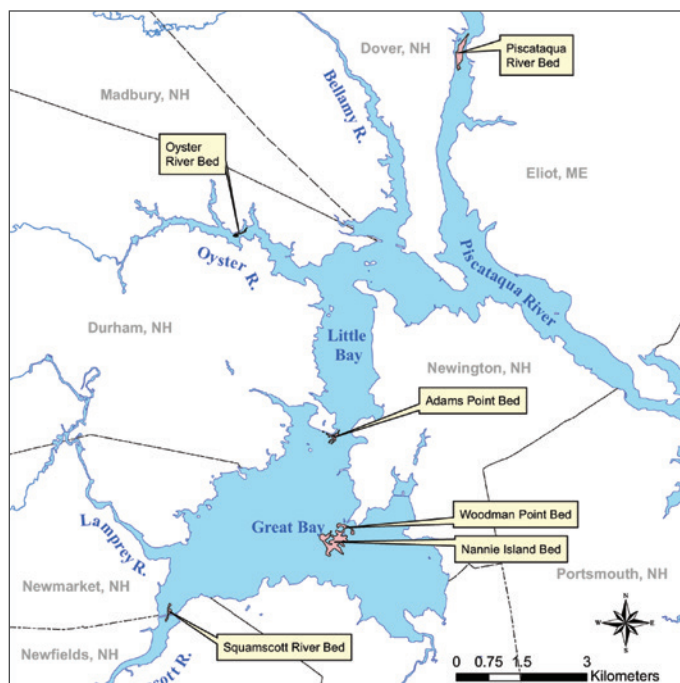 Dover, NH
Piscataqua
River Bed
Bellamy R.
Madbury, NH
Oyster
River Bed
Eliot, ME
Oyster R.
Piscataqua River
Durham, NH
Little
Bay
Newington, NH
Adams Point Bed
Woodman Point Bed
Great Bay
Nannie Island Bed
Lamprey R.
Portsmouth, NH
Newmarket, NH
N
W
E
S
Squamscott River Bed
Newfields, NH
scott R.
0 0.75 1.5 3
Kilometers